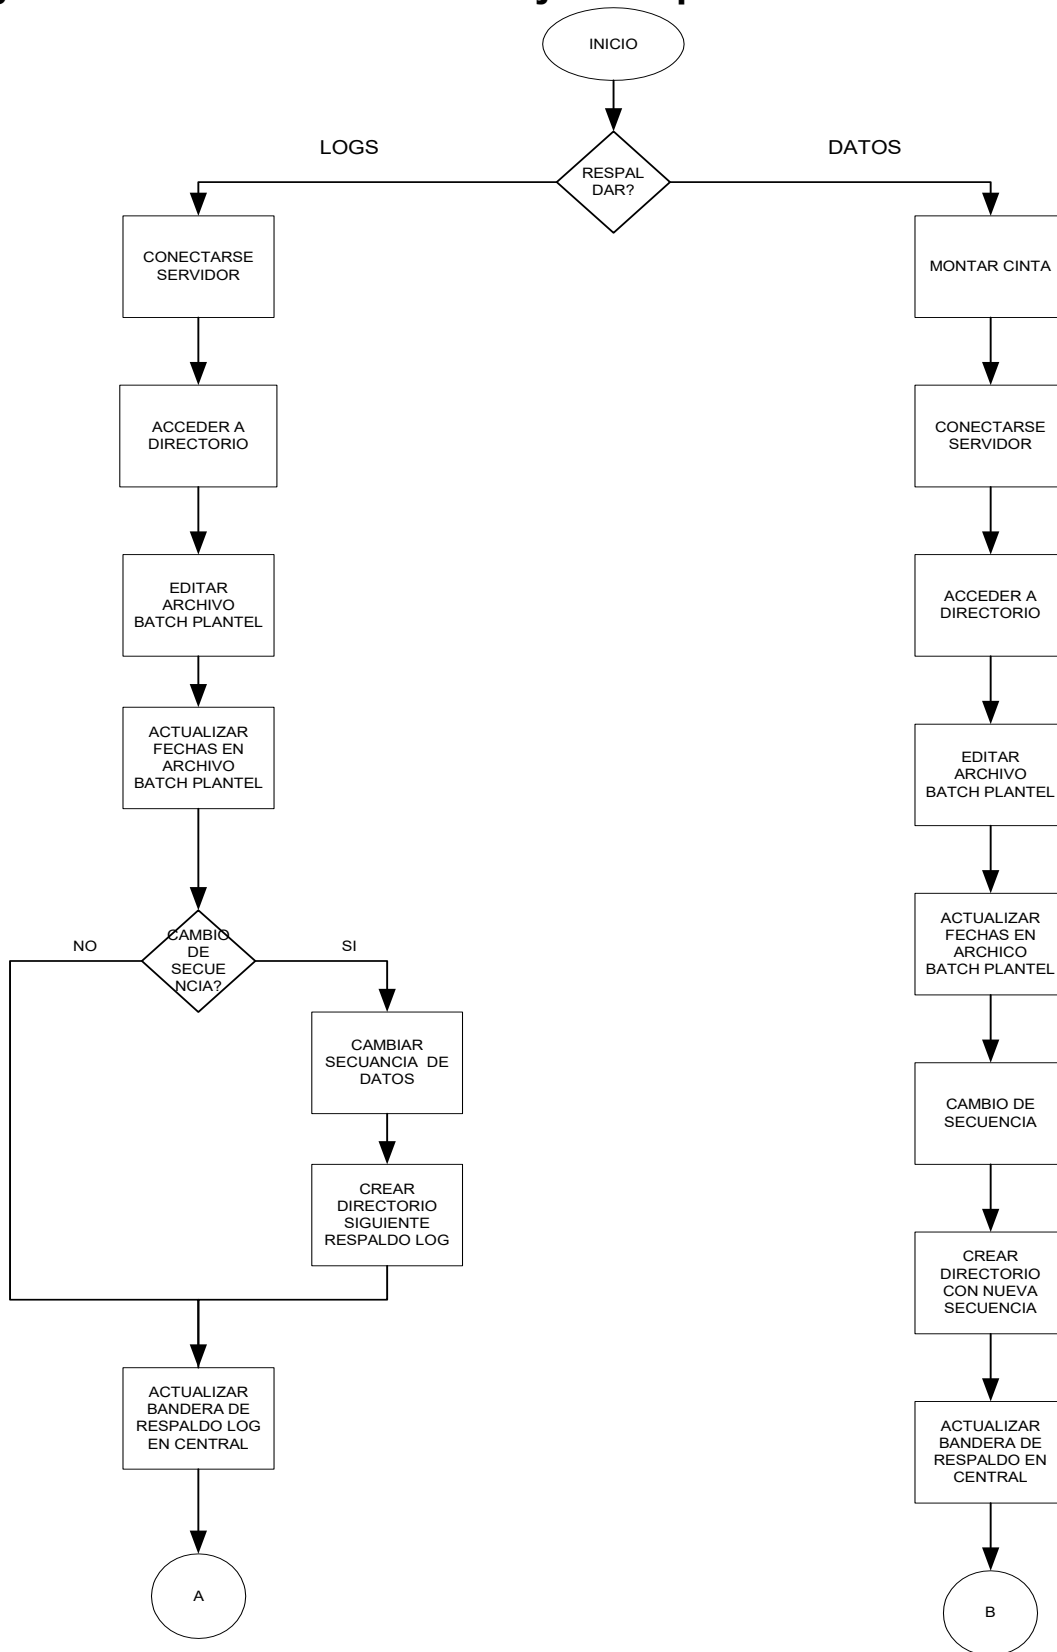 INICIO
LOGS
DATOS
RESPAL
DAR?
CONECTARSE
SERVIDOR
ACCEDER A
DIRECTORIO
EDITAR
ARCHIVO
BATCH PLANTEL
ACTUALIZAR
FECHAS EN
ARCHIVO
BATCH PLANTEL
CAMBIO
DE
SECUE
NCIA?
NO
SI
CAMBIAR
SECUANCIA DE
DATOS
CREAR
DIRECTORIO
SIGUIENTE
RESPALDO LOG
ACTUALIZAR
BANDERA DE
RESPALDO LOG
EN CENTRAL
A
MONTAR CINTA
CONECTARSE
SERVIDOR
ACCEDER A
DIRECTORIO
EDITAR
ARCHIVO
BATCH PLANTEL
ACTUALIZAR
FECHAS EN
ARCHICO
BATCH PLANTEL
CAMBIO DE
SECUENCIA
CREAR
DIRECTORIO
CON NUEVA
SECUENCIA
ACTUALIZAR
BANDERA DE
RESPALDO EN
CENTRAL
B